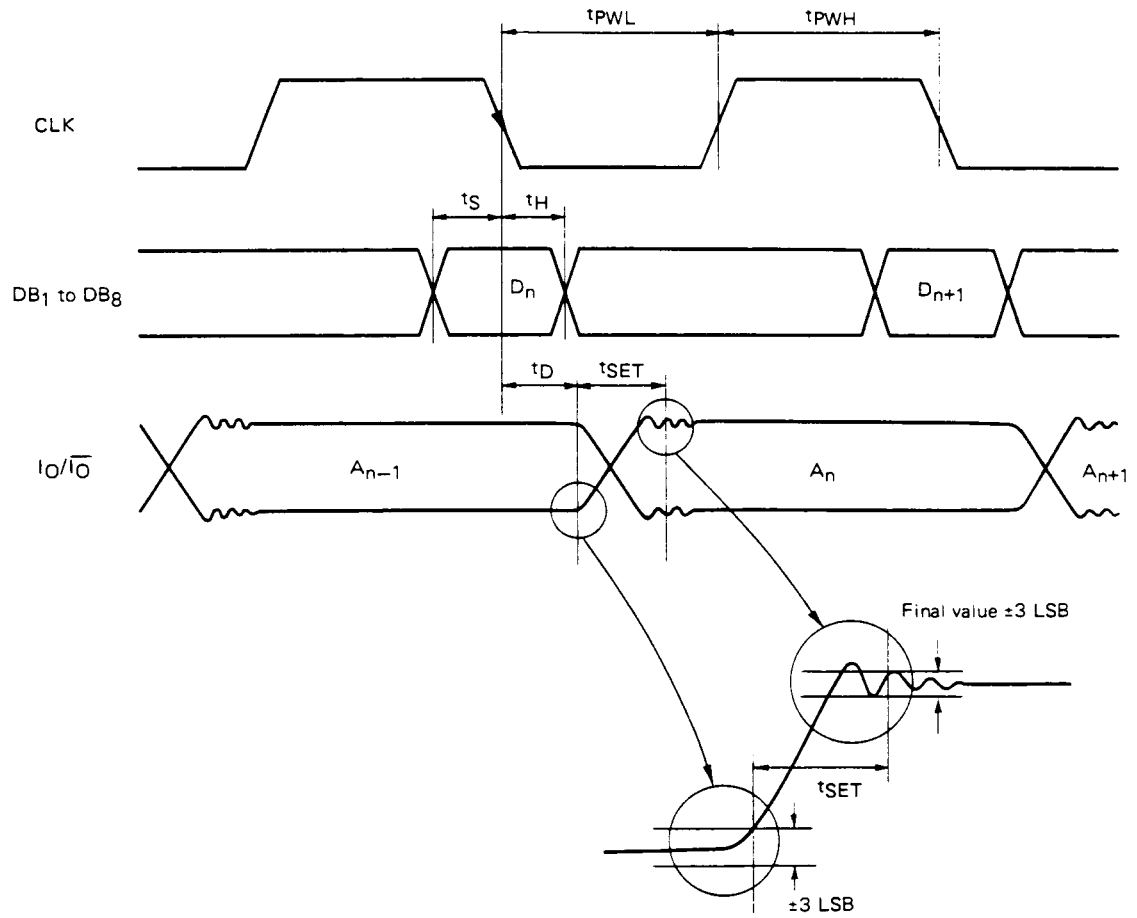 tPWL
tPWH
CLK
tS
tH
DB1 to DB8
Dn
Dn+1
tD
tSET
IO/I̅O̅
An−1
An
An+1
Final value ±3 LSB
tSET
±3 LSB